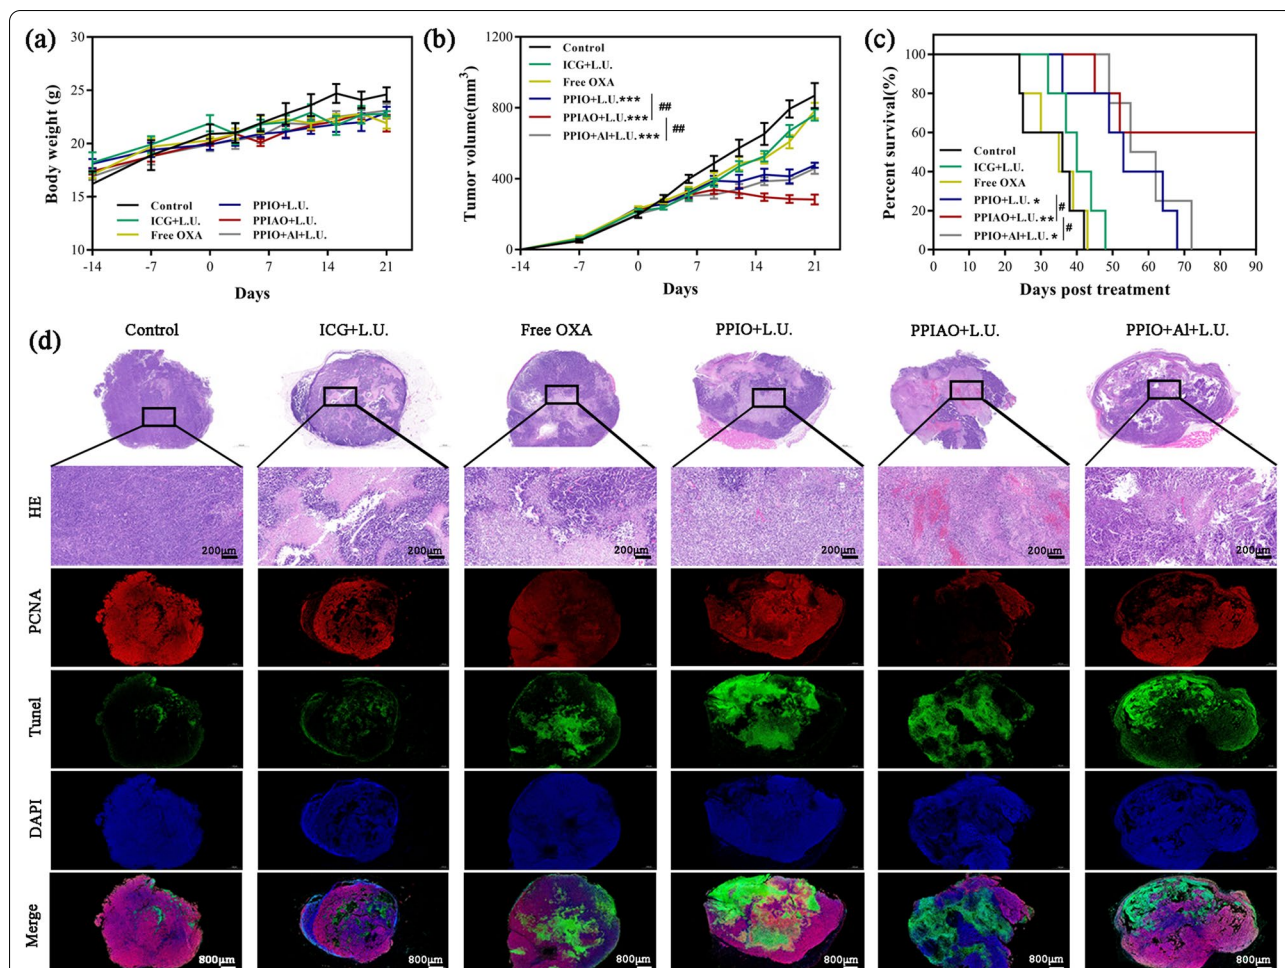 (a)
30
25
20
15
10
Body weight (g)
Control
ICG+L.U.
Free OXA
PPIO+L.U.
PPIAO+L.U.
PPIO+Al+L.U.
-14 -7 0 7 14 21
Days
(b)
1200
800
400
0
Tumor volume(mm³)
Control
ICG+L.U.
Free OXA
PPIO+L.U.***
PPIAO+L.U.***
PPIO+Al+L.U.***
##
##
-14 -7 0 7 14 21
Days
(c)
100
80
60
40
20
0
Percent survival(%)
Control
ICG+L.U.
Free OXA
PPIO+L.U. *
PPIAO+L.U. **
PPIO+Al+L.U. *
#
#
0 10 20 30 40 50 60 70 80 90
Days post treatment
(d)
Control ICG+L.U. Free OXA PPIO+L.U. PPIAO+L.U. PPIO+Al+L.U.
HE
200μm 200μm 200μm 200μm 200μm 200μm
PCNA
Tunel
DAPI
Merge
800μm 800μm 800μm 800μm 800μm 800μm